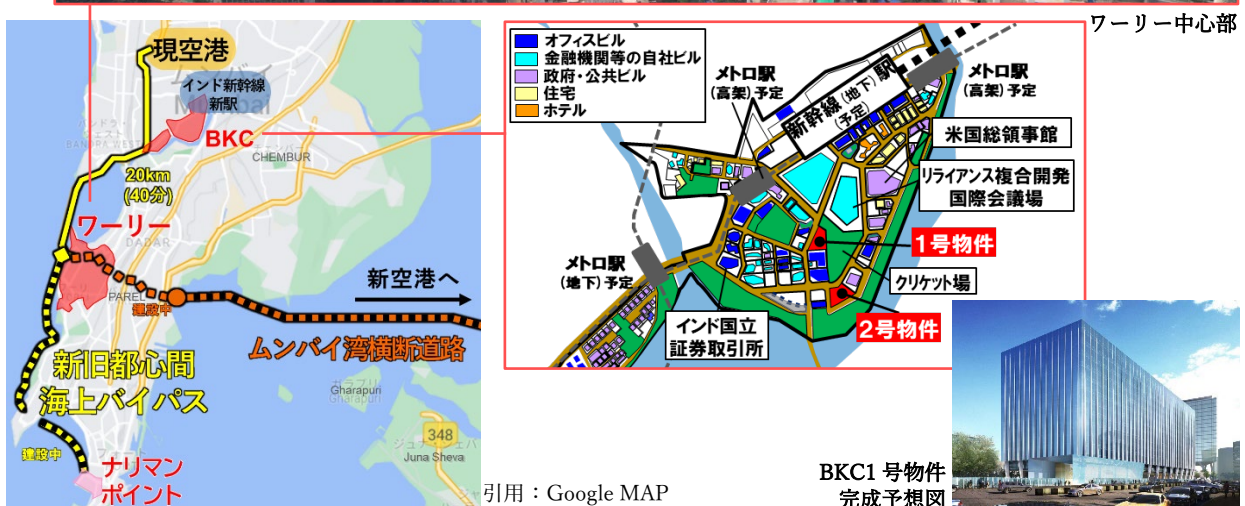 ワーリー中心部
現空港
インド新幹線
新駅
Mumbai
BKC
BANDRA WEST
CHEMBUR
20km
(40分)
ワーリー
DADAR
PAREL
建設中
新空港へ
ムンバイ湾横断道路
新旧都心間
海上バイパス
ガラプリ
Gharapuri
348
Juna Sheva
建設中
ナリマン
ポイント
引用：Google MAP
オフィスビル
金融機関等の自社ビル
政府・公共ビル
住宅
ホテル
メトロ駅
(高架)予定
新幹線(地下)駅
(予定)
メトロ駅
(高架)予定
米国総領事館
リライアンス複合開発
国際会議場
1号物件
クリケット場
2号物件
メトロ駅
(地下)予定
インド国立
証券取引所
BKC1 号物件
完成予想図